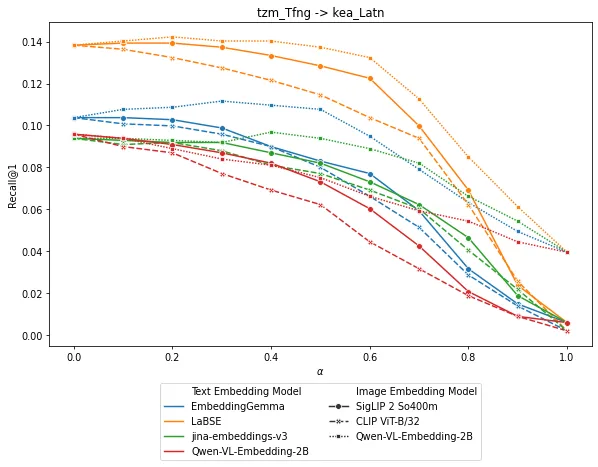 tzm_Tfng -> kea_Latn
Recall@1
0.14
0.12
0.10
0.08
0.06
0.04
0.02
0.00
0.0 0.2 0.4 0.6 0.8 1.0
α
Text Embedding Model
EmbeddingGemma
LaBSE
jina-embeddings-v3
Qwen-VL-Embedding-2B
Image Embedding Model
SigLIP 2 So400m
CLIP ViT-B/32
Qwen-VL-Embedding-2B